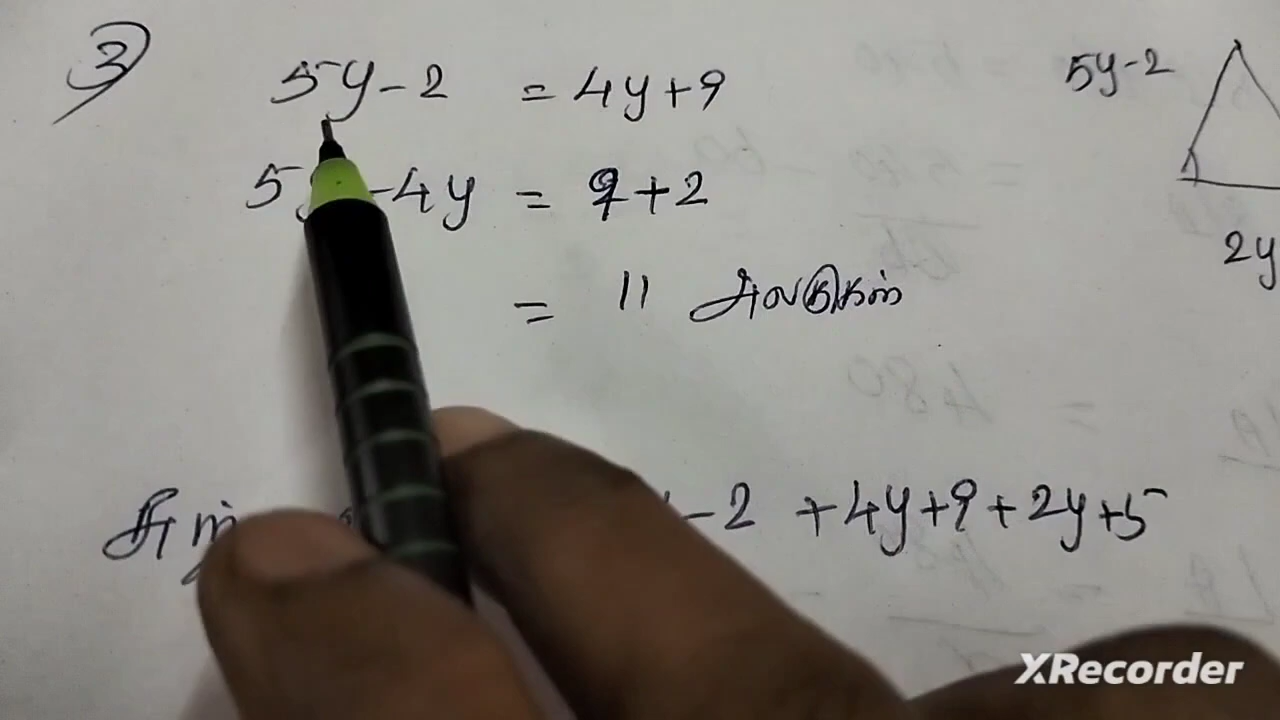 3
5y-2 = 4y+9
5y-2
5y-4y = 9+2
2y
= 11 அலகுகள்
-2 +4y+9+2y+5
XRecorder